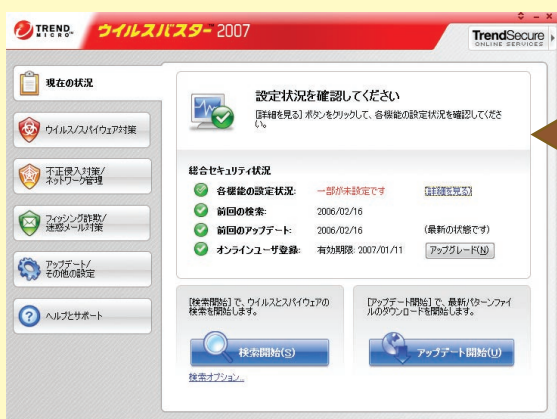 TREND MICRO
ウイルスバスター 2007
TrendSecure
ONLINE SERVICES
現在の状況
ウイルス/スパイウェア対策
不正侵入対策/
ネットワーク管理
フィッシング詐欺/
迷惑メール対策
アップデート/
その他の設定
ヘルプとサポート
設定状況を確認してください
[詳細を見る] ボタンをクリックして、各機能の設定状況を確認してくださ
い。
総合セキュリティ状況
各機能の設定状況: 一部が未設定です [詳細を見る]
前回の検索: 2006/02/16
前回のアップデート: 2006/02/16 (最新の状態です)
オンラインユーザ登録: 有効期限: 2007/01/11 アップグレード(N)
[検索開始] で、ウイルスとスパイウェアの
検索を開始します。
検索開始(S)
検索オプション...
[アップデート開始] で、最新パターンファイ
ルのダウンロードを開始します。
アップデート開始(U)